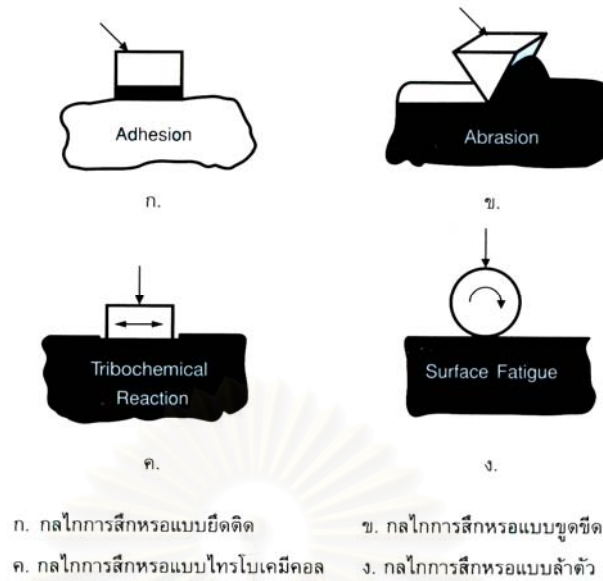 Adhesion
Abrasion
ก.
ข.
Tribochemical
Reaction
Surface Fatigue
ค.
ง.
ก. กลไกการสึกหรอแบบยึดติด
ข. กลไกการสึกหรอแบบขูดขีด
ค. กลไกการสึกหรอแบบไทรโบเคมีคอล
ง. กลไกการสึกหรอแบบล้าตัว